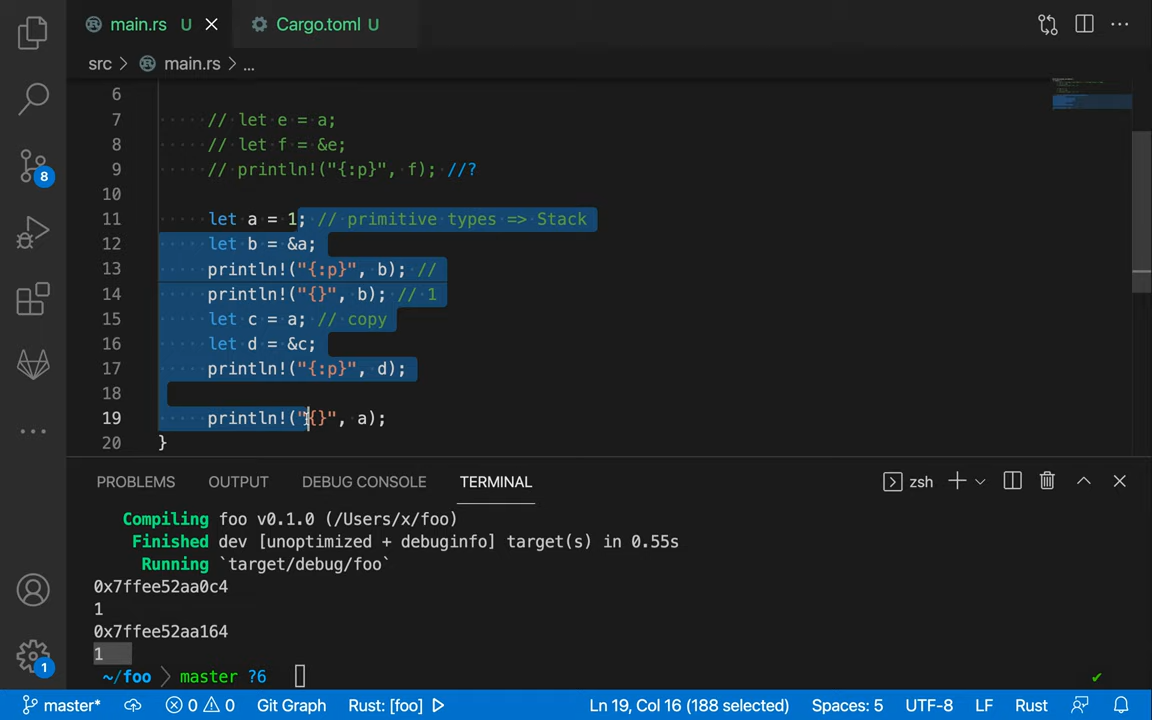 main.rs U Cargo.toml U
src > main.rs > ...
6
7 // let e = a;
8 // let f = &e;
9 // println!("{:p}", f); //?
10
11 let a = 1; // primitive types => Stack
12 let b = &a;
13 println!("{:p}", b); //
14 println!("{}", b); // 1
15 let c = a; // copy
16 let d = &c;
17 println!("{:p}", d);
18
19 println!("{}", a);
20 }
8
PROBLEMS OUTPUT DEBUG CONSOLE TERMINAL zsh
Compiling foo v0.1.0 (/Users/x/foo)
Finished dev [unoptimized + debuginfo] target(s) in 0.55s
Running `target/debug/foo`
0x7ffee52aa0c4
1
0x7ffee52aa164
1
~/foo master ?6
1
master* 0 0 Git Graph Rust: [foo] Ln 19, Col 16 (188 selected) Spaces: 5 UTF-8 LF Rust